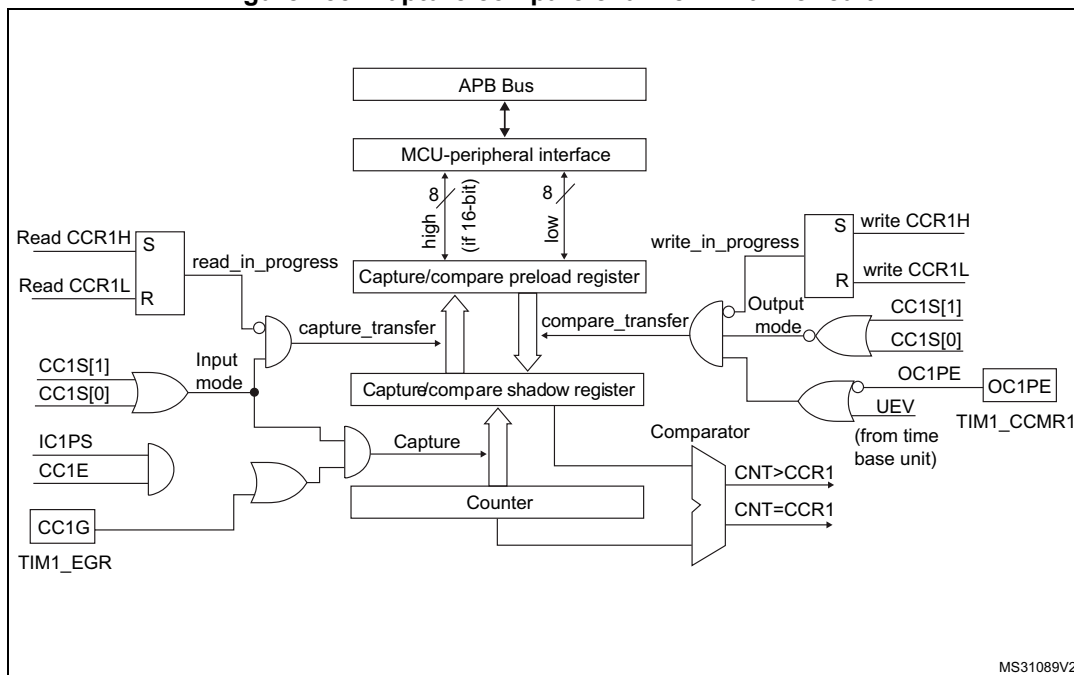 APB Bus
MCU-peripheral interface
8
high
(if 16-bit)
8
low
Read CCR1H
S
read_in_progress
Read CCR1L
R
write_in_progress
S
write CCR1H
R
write CCR1L
Capture/compare preload register
capture_transfer
compare_transfer
Output
mode
CC1S[1]
CC1S[0]
CC1S[1]
CC1S[0]
Input
mode
Capture/compare shadow register
OC1PE
OC1PE
UEV
TIM1_CCMR1
(from time
base unit)
IC1PS
CC1E
Capture
Comparator
CNT>CCR1
Counter
CNT=CCR1
CC1G
TIM1_EGR
MS31089V2